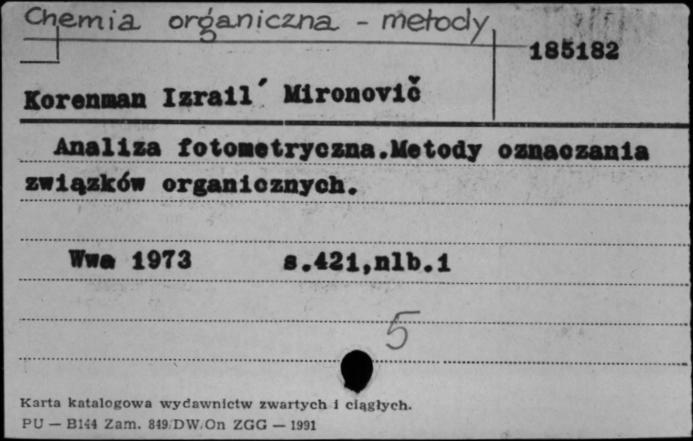 Chemia organiczna - metody
185182
Korenman Izrail´ Mironovič
Analiza fotometryczna.Metody oznaczania
związków organicznych.
Wwa 1973 s.421,nlb.1
5
Karta katalogowa wydawnictw zwartych i ciągłych.
PU — B144 Zam. 849/DW/On ZGG — 1991